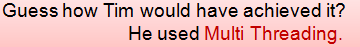 Guess how Tim would have achieved it?
He used Multi Threading.